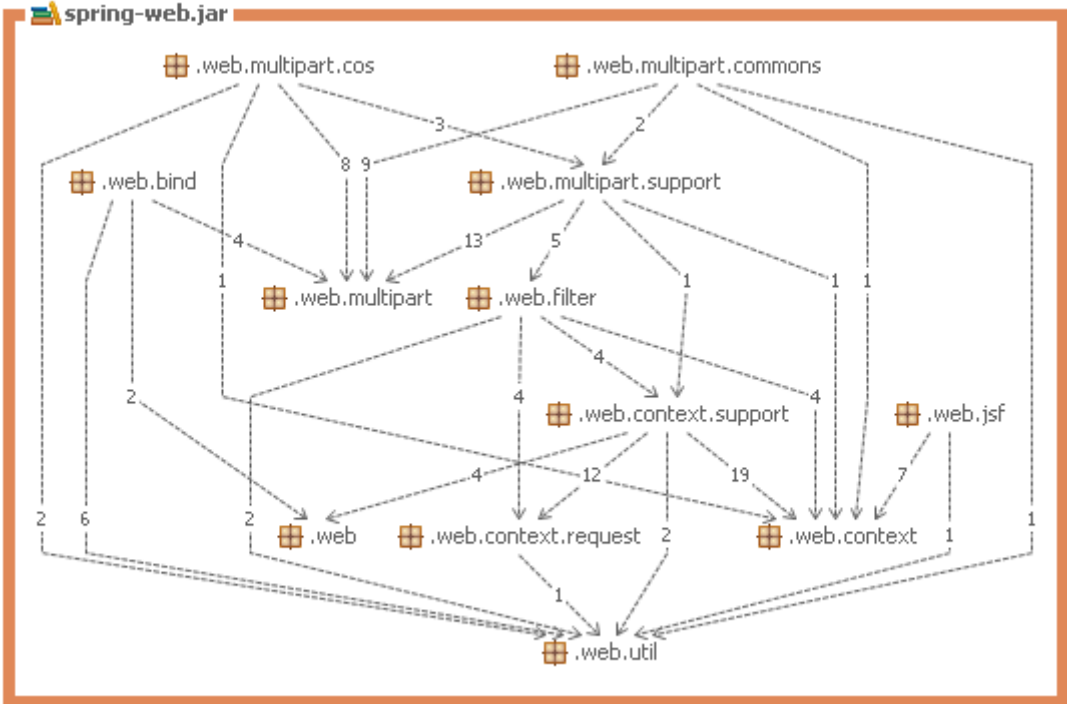 spring-web.jar
.web.multipart.cos
.web.multipart.commons
3
2
8
9
.web.bind
.web.multipart.support
4
13
5
1
1
1
1
.web.multipart
.web.filter
4
2
4
4
.web.context.support
.web.jsf
4
12
19
7
2
6
2
1
.web
.web.context.request
.web.context
2
1
1
.web.util